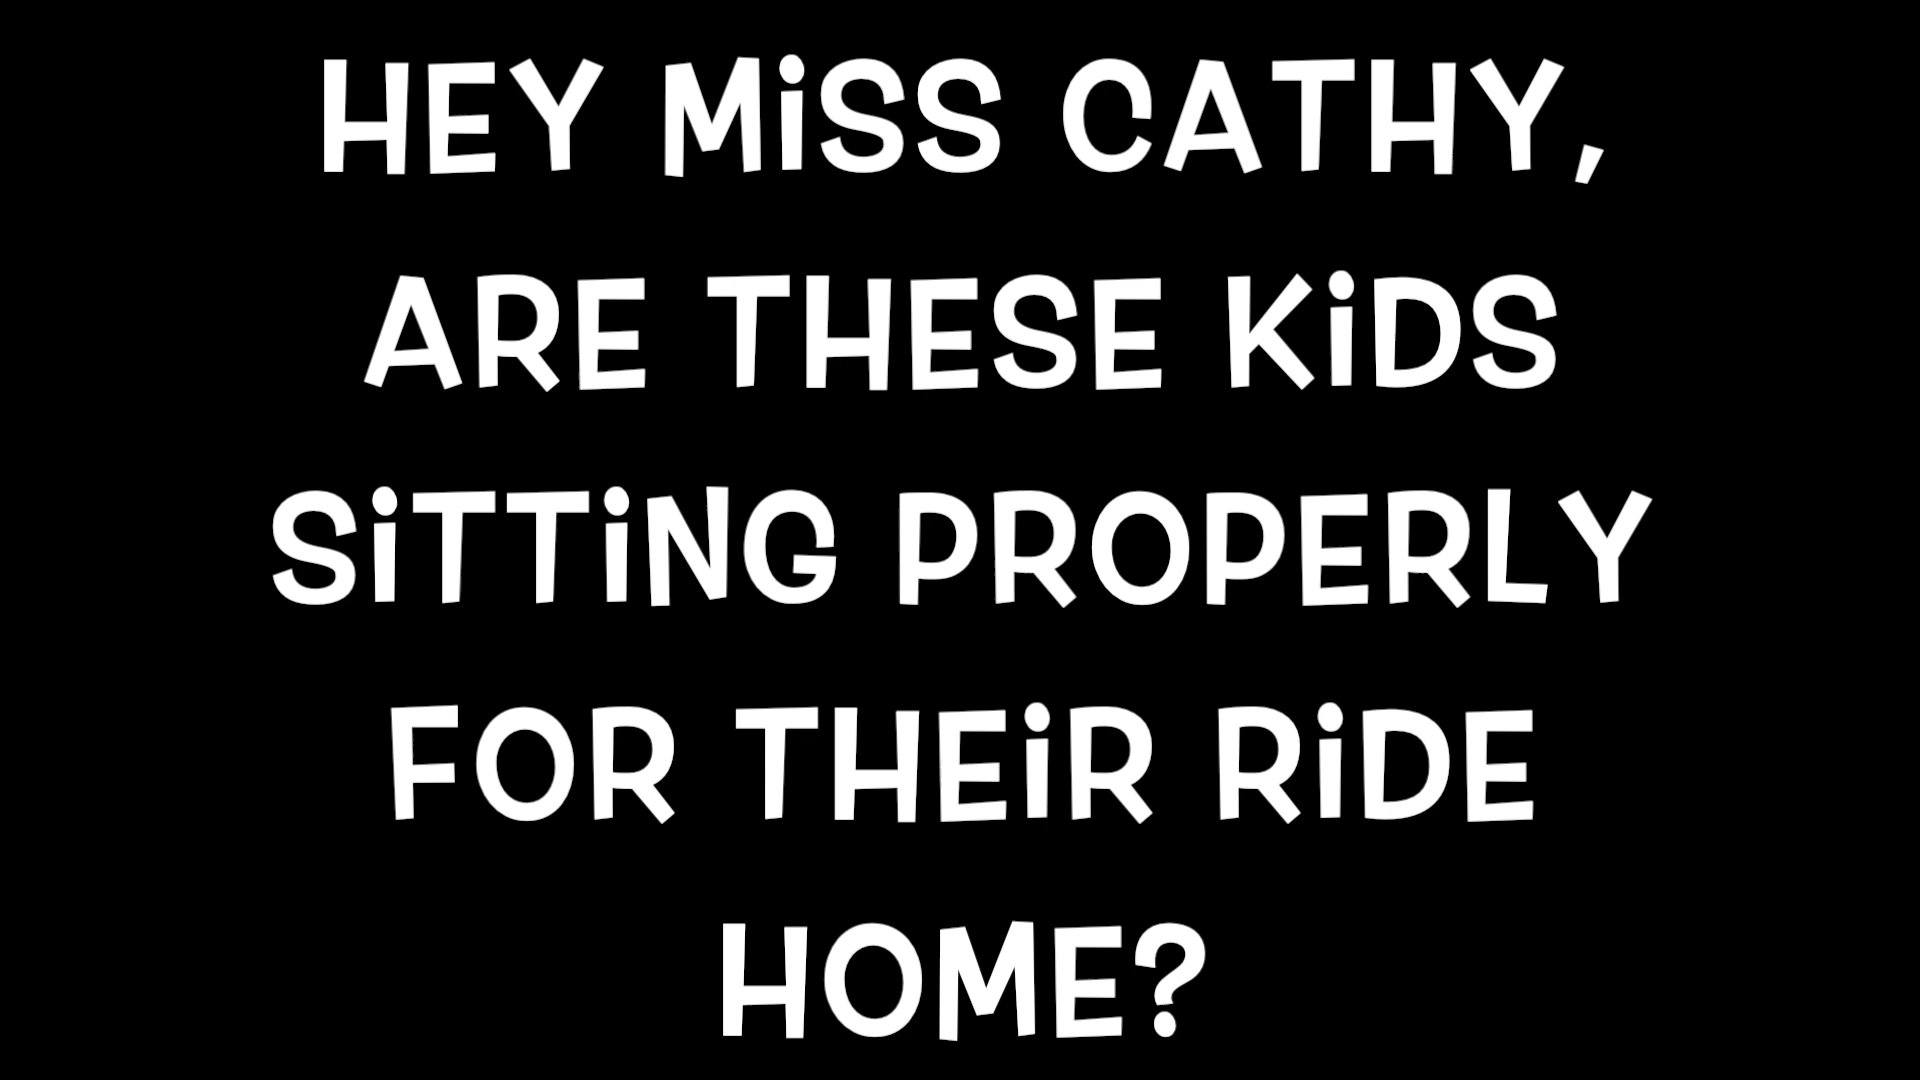 HEY MiSS CATHY,
ARE THESE KiDS
SiTTiNG PROPERLY
FOR THEiR RiDE
HOME?